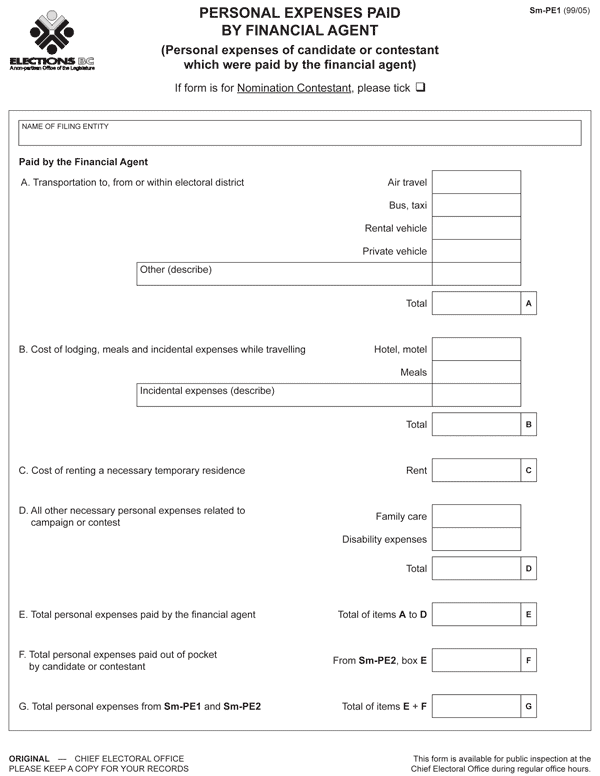 PERSONAL EXPENSES PAID
BY FINANCIAL AGENT
Sm-PE1 (99/05)
(Personal expenses of candidate or contestant
which were paid by the financial agent)
ELECTIONS BC
A non-partisan Office of the Legislature
If form is for Nomination Contestant, please tick ❑
NAME OF FILING ENTITY
Paid by the Financial Agent
A. Transportation to, from or within electoral district
Air travel
Bus, taxi
Rental vehicle
Private vehicle
Other (describe)
Total A
B. Cost of lodging, meals and incidental expenses while travelling
Hotel, motel
Meals
Incidental expenses (describe)
Total B
C. Cost of renting a necessary temporary residence
Rent C
D. All other necessary personal expenses related to
campaign or contest
Family care
Disability expenses
Total D
E. Total personal expenses paid by the financial agent
Total of items A to D E
F. Total personal expenses paid out of pocket
by candidate or contestant
From Sm-PE2, box E F
G. Total personal expenses from Sm-PE1 and Sm-PE2
Total of items E + F G
ORIGINAL — CHIEF ELECTORAL OFFICE
PLEASE KEEP A COPY FOR YOUR RECORDS
This form is available for public inspection at the
Chief Electoral Office during regular office hours.